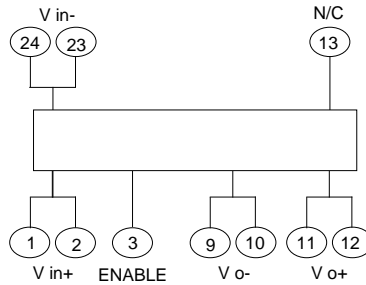 V in- N/C
24 23 13
1 2 3 9 10 11 12
V in+ ENABLE V o- V o+